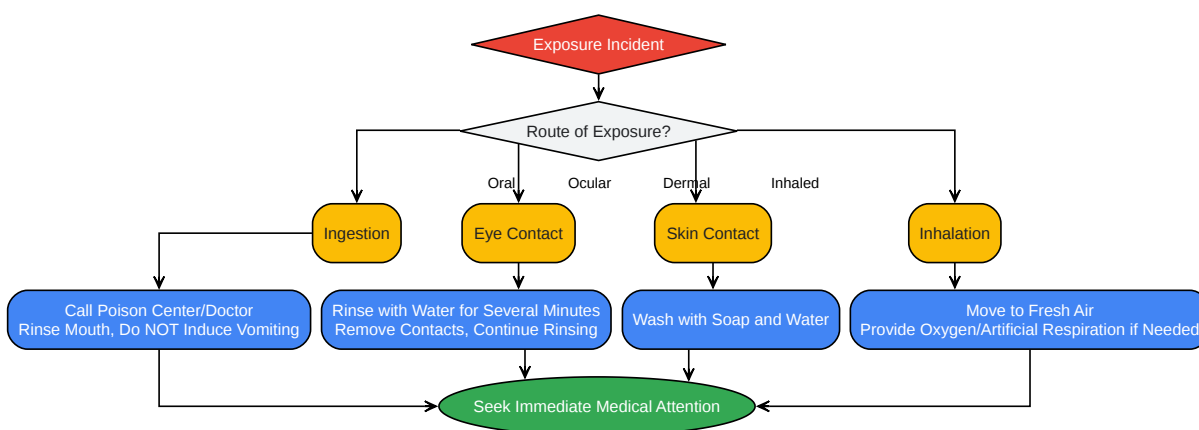 Exposure Incident
Route of Exposure?
Oral
Ocular
Dermal
Inhaled
Ingestion
Eye Contact
Skin Contact
Inhalation
Call Poison Center/Doctor
Rinse Mouth, Do NOT Induce Vomiting
Rinse with Water for Several Minutes
Remove Contacts, Continue Rinsing
Wash with Soap and Water
Move to Fresh Air
Provide Oxygen/Artificial Respiration if Needed
Seek Immediate Medical Attention